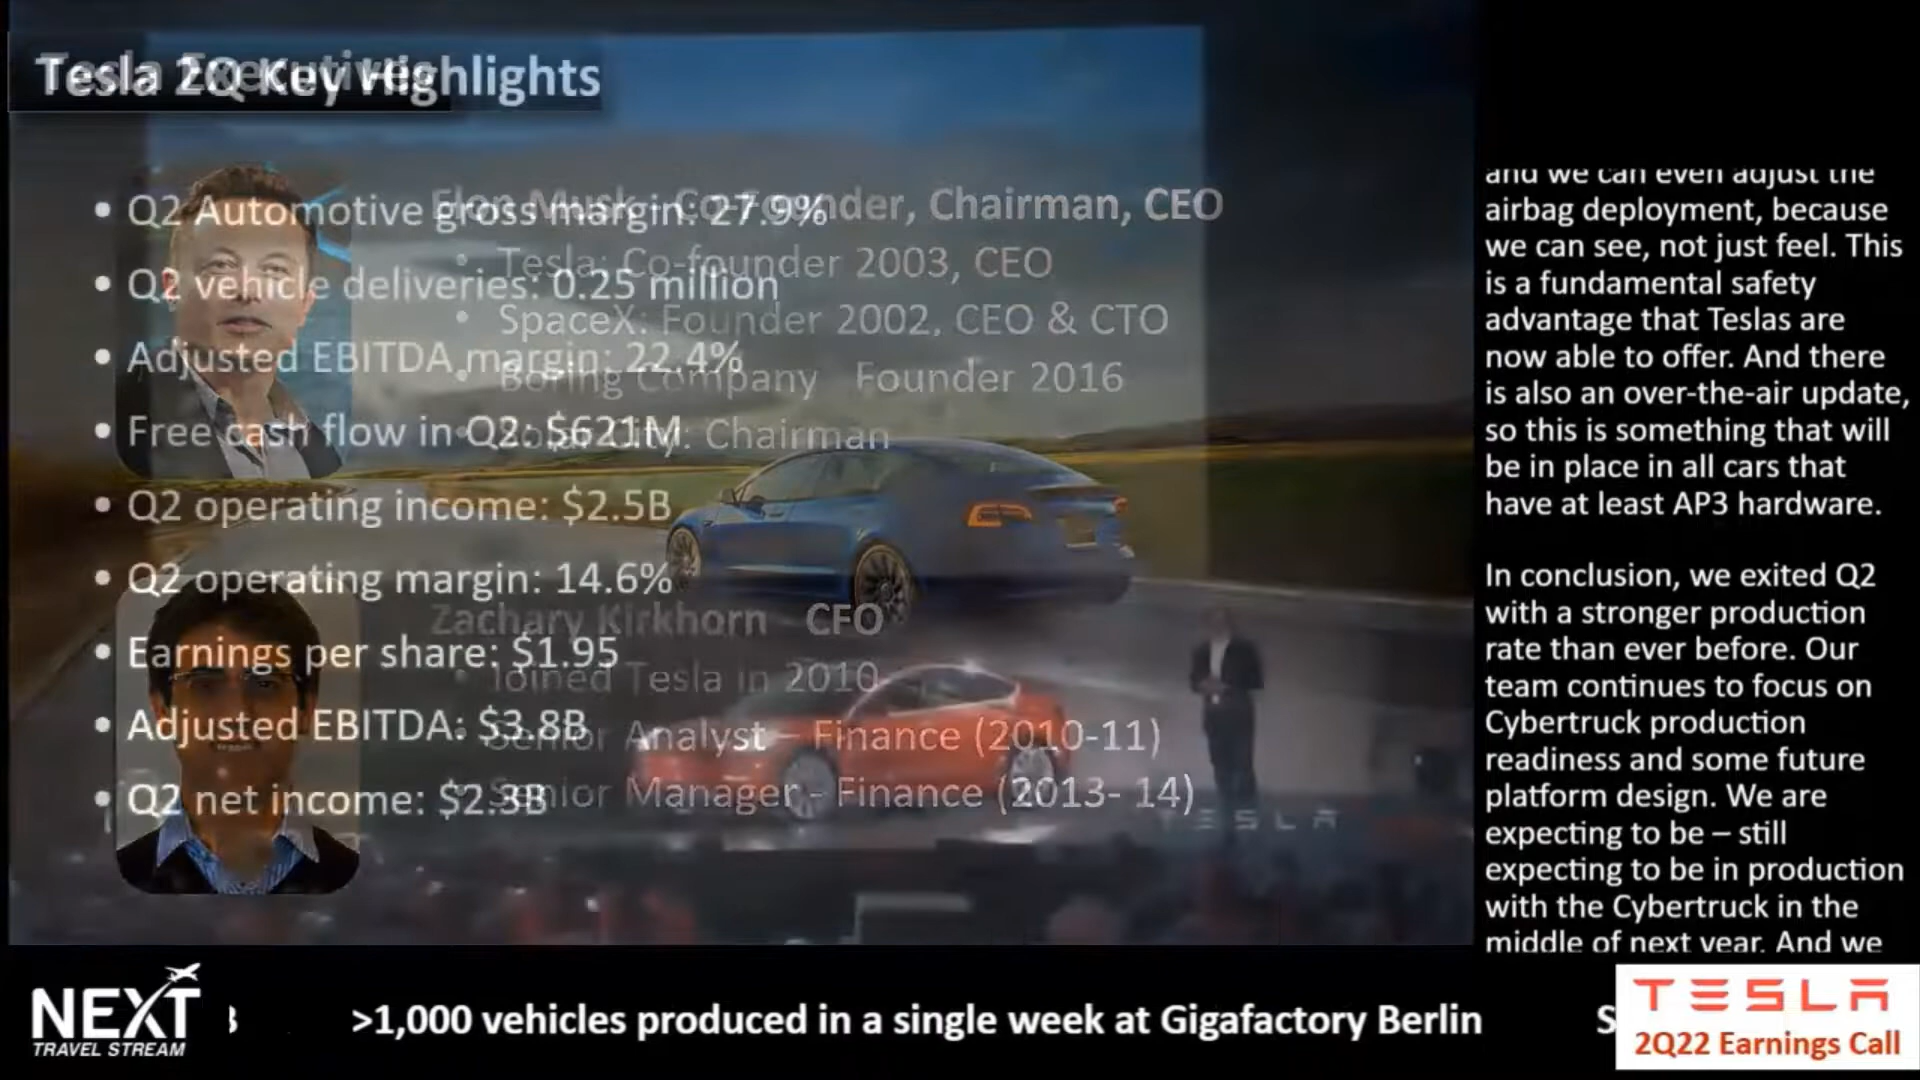 Tesla 2Q Key Highlights
Tesla Executives
• Q2 Automotive gross margin: 27.9%
• Q2 vehicle deliveries: 0.25 million
• Adjusted EBITDA margin: 22.4%
• Free cash flow in Q2: $621M
• Q2 operating income: $2.5B
• Q2 operating margin: 14.6%
• Earnings per share: $1.95
• Adjusted EBITDA: $3.8B
• Q2 net income: $2.3B
Elon Musk - Co-founder, Chairman, CEO
• Tesla: Co-founder 2003, CEO
• SpaceX: Founder 2002, CEO & CTO
• Boring Company Founder 2016
• City: Chairman
Zachary Kirkhorn CFO
• Joined Tesla in 2010
Senior Analyst – Finance (2010-11)
Senior Manager - Finance (2013- 14)
TESLA
and we can even adjust the
airbag deployment, because
we can see, not just feel. This
is a fundamental safety
advantage that Teslas are
now able to offer. And there
is also an over-the-air update,
so this is something that will
be in place in all cars that
have at least AP3 hardware.
In conclusion, we exited Q2
with a stronger production
rate than ever before. Our
team continues to focus on
Cybertruck production
readiness and some future
platform design. We are
expecting to be – still
expecting to be in production
with the Cybertruck in the
middle of next year. And we
NEXT
TRAVEL STREAM
>1,000 vehicles produced in a single week at Gigafactory Berlin
TESLA
2Q22 Earnings Call